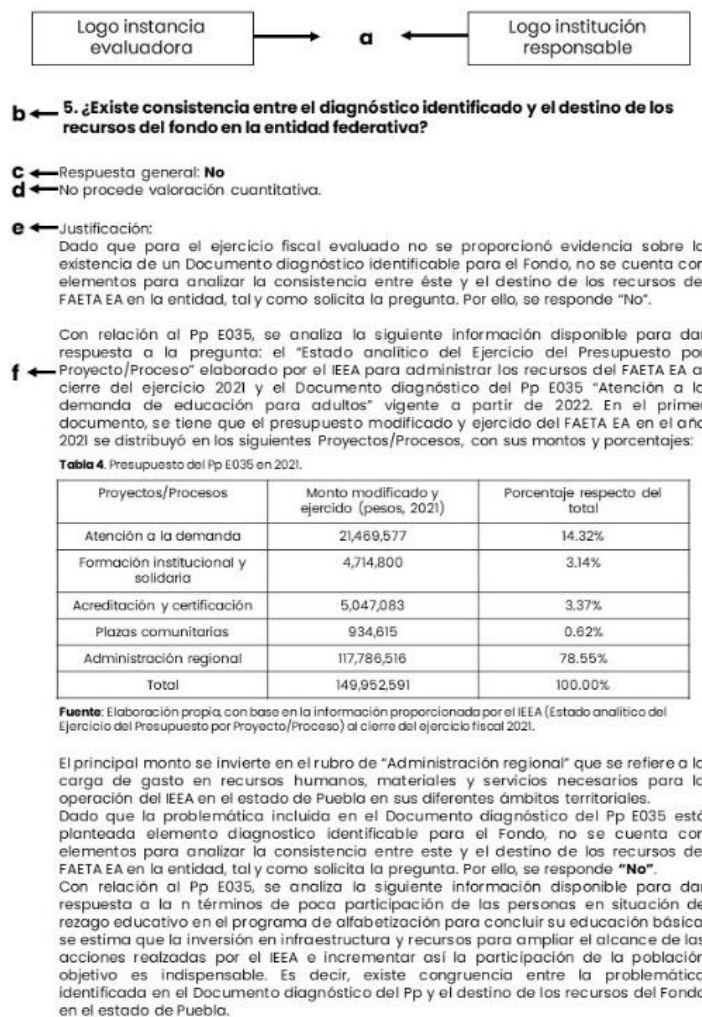 Logo instancia evaluadora
a
Logo institución responsable
b
5. ¿Existe consistencia entre el diagnóstico identificado y el destino de los
recursos del fondo en la entidad federativa?
c
Respuesta general: No
d
No procede valoración cuantitativa.
e
Justificación:
Dado que para el ejercicio fiscal evaluado no se proporcionó evidencia sobre la
existencia de un Documento diagnóstico identificable para el Fondo, no se cuenta con
elementos para analizar la consistencia entre éste y el destino de los recursos de
FAETA EA en la entidad, tal y como solicita la pregunta. Por ello, se responde "No".
Con relación al Pp E035, se analiza la siguiente información disponible para dar
respuesta a la pregunta: el "Estado analítico del Ejercicio del Presupuesto por
f
Proyecto/Proceso" elaborado por el IEEA para administrar los recursos del FAETA EA a
cierre del ejercicio 2021 y el Documento diagnóstico del Pp E035 "Atención a la
demanda de educación para adultos" vigente a partir de 2022. En el primer
documento, se tiene que el presupuesto modificado y ejercido del FAETA EA en el año
2021 se distribuyó en los siguientes Proyectos/Procesos, con sus montos y porcentajes:
Tabla 4. Presupuesto del Pp E035 en 2021.
Proyectos/Procesos Monto modificado y ejercido (pesos, 2021) Porcentaje respecto del total
Atención a la demanda 21,469,577 14.32%
Formación institucional y solidaria 4,714,800 3.14%
Acreditación y certificación 5,047,083 3.37%
Plazas comunitarias 934,615 0.62%
Administración regional 117,786,516 78.55%
Total 149,952,591 100.00%
Fuente: Elaboración propia, con base en la información proporcionada por el IEEA (Estado analítico del
Ejercicio del Presupuesto por Proyecto/Proceso) al cierre del ejercicio fiscal 2021.
El principal monto se invierte en el rubro de "Administración regional" que se refiere a la
carga de gasto en recursos humanos, materiales y servicios necesarios para la
operación del IEEA en el estado de Puebla en sus diferentes ámbitos territoriales.
Dado que la problemática incluida en el Documento diagnóstico del Pp E035 está
planteada elemento diagnostico identificable para el Fondo, no se cuenta con
elementos para analizar la consistencia entre este y el destino de los recursos de
FAETA EA en la entidad, tal y como solicita la pregunta. Por ello, se responde "No".
Con relación al Pp E035, se analiza la siguiente información disponible para dar
respuesta a la n términos de poca participación de las personas en situación de
rezago educativo en el programa de alfabetización para concluir su educación básica
se estima que la inversión en infraestructura y recursos para ampliar el alcance de las
acciones realzadas por el IEEA e incrementar así la participación de la población
objetivo es indispensable. Es decir, existe congruencia entre la problemática
identificada en el Documento diagnóstico del Pp y el destino de los recursos del Fondo
en el estado de Puebla.